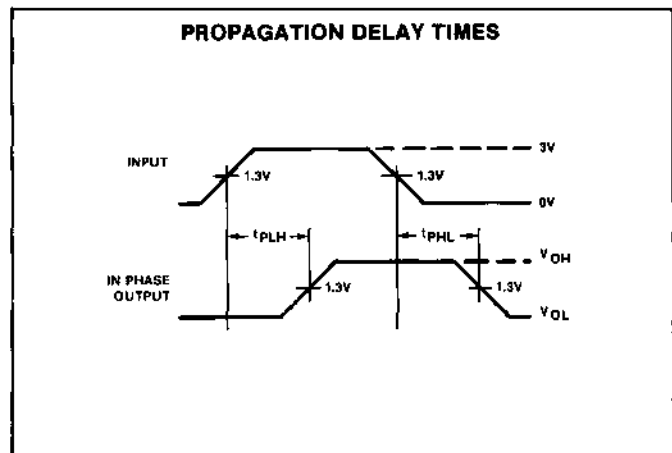 PROPAGATION DELAY TIMES
3V
INPUT
1.3V
1.3V
0V
tPLH
tPHL
VOH
IN PHASE
OUTPUT
1.3V
1.3V
VOL